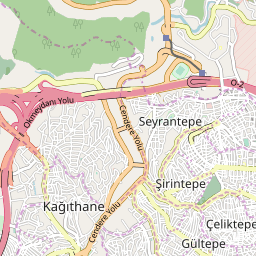 O-2
Okmeydanı Yolu
Cendere Yolu
Seyrantepe
Şirintepe
Kağıthane
Cendere Yolu
Çeliktepe
Gültepe